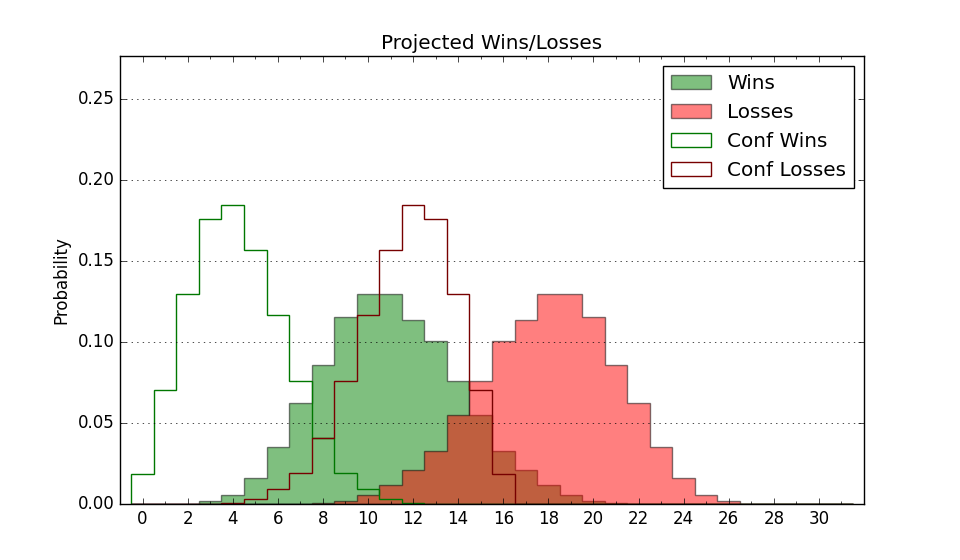 Projected Wins/Losses
Wins
Losses
Conf Wins
Conf Losses
Probability
0.25
0.20
0.15
0.10
0.05
0.00
0 2 4 6 8 10 12 14 16 18 20 22 24 26 28 30